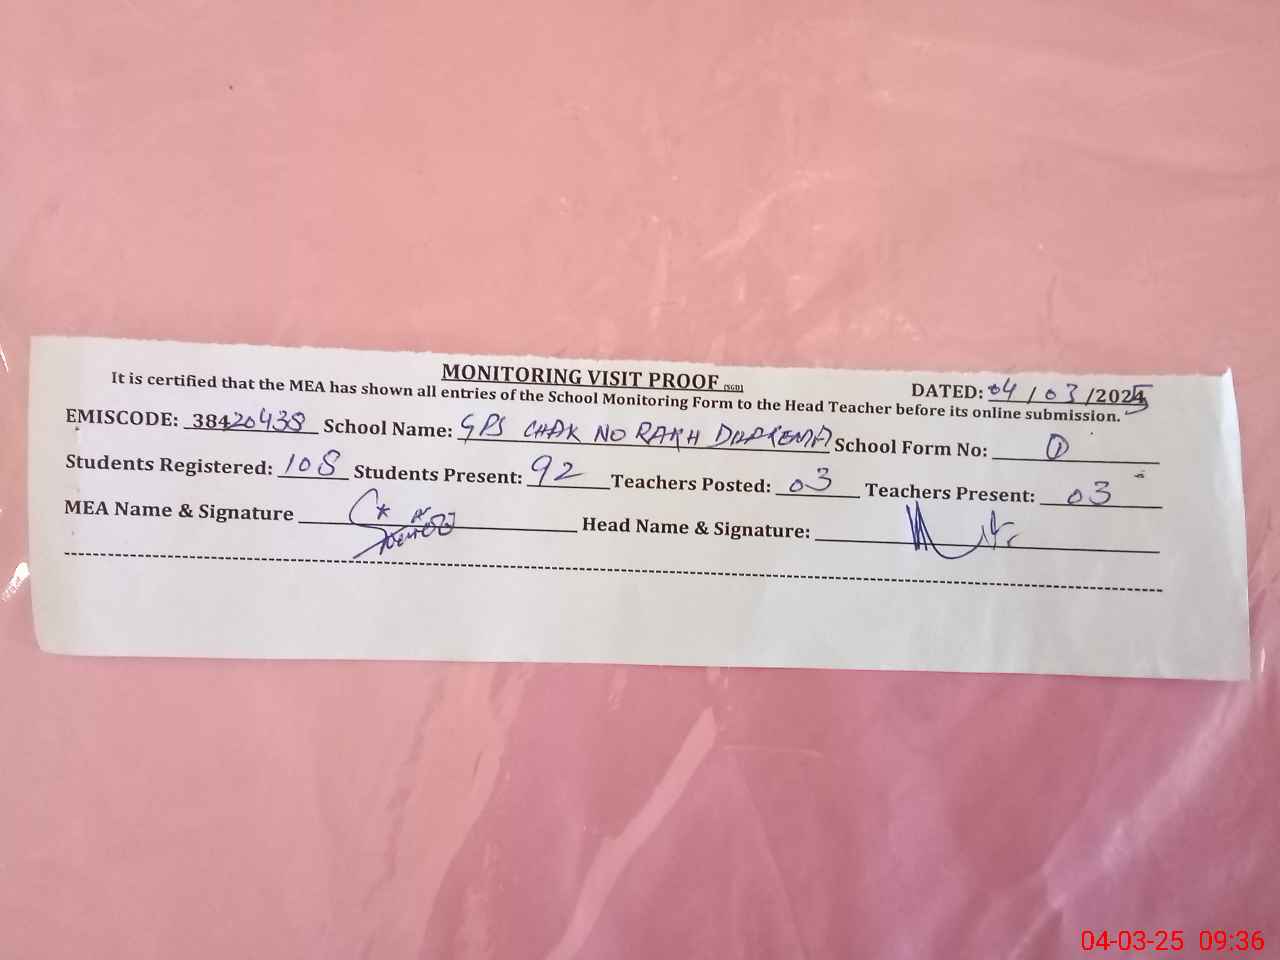 MONITORING VISIT PROOF (SGD)
DATED: 04 / 03 /2025
It is certified that the MEA has shown all entries of the School Monitoring Form to the Head Teacher before its online submission.
EMISCODE: 38420438 School Name: GPS CHAK NO RAKH DHAREMA School Form No: 1
Students Registered: 108 Students Present: 92 Teachers Posted: 03 Teachers Present: 03
MEA Name & Signature Head Name & Signature:
04-03-25 09:36